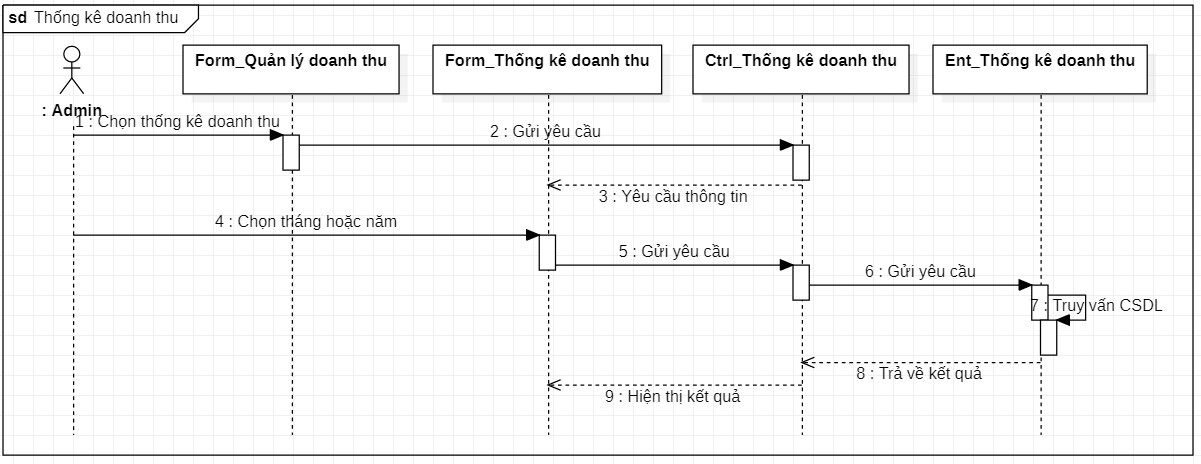 sd Thống kê doanh thu
Form_Quản lý doanh thu
Form_Thống kê doanh thu
Ctrl_Thống kê doanh thu
Ent_Thống kê doanh thu
: Admin
1 : Chọn thống kê doanh thu
2 : Gửi yêu cầu
3 : Yêu cầu thông tin
4 : Chọn tháng hoặc năm
5 : Gửi yêu cầu
6 : Gửi yêu cầu
7 : Truy vấn CSDL
8 : Trả về kết quả
9 : Hiện thị kết quả